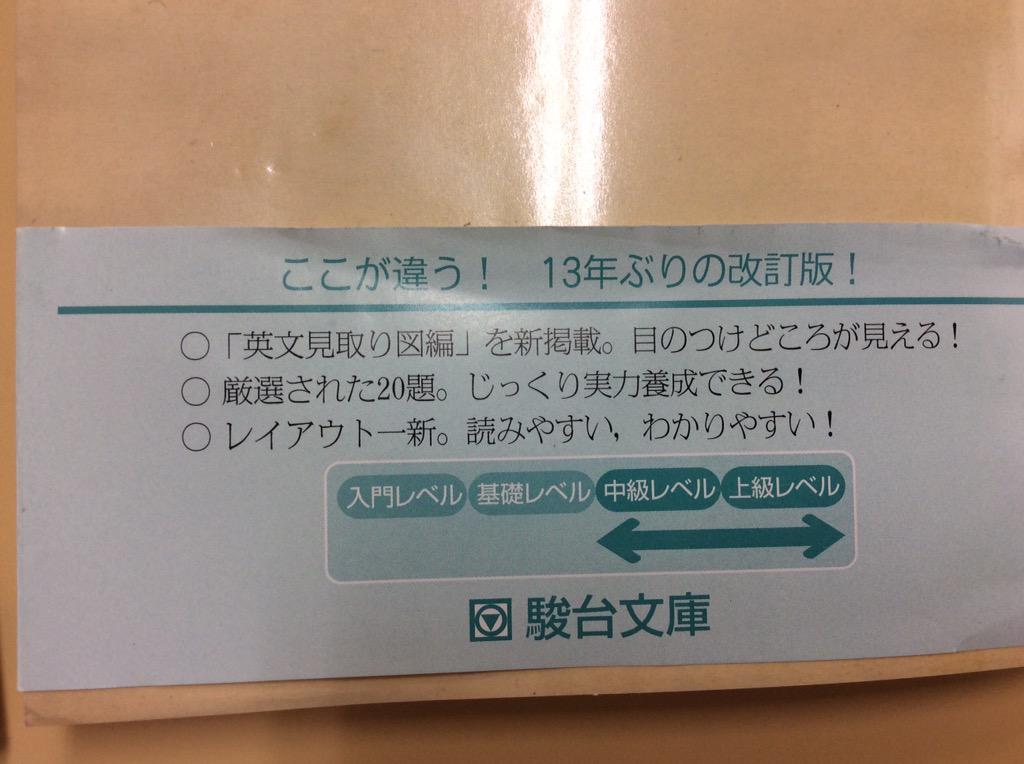 ここが違う！　13年ぶりの改訂版！
○「英文見取り図編」を新掲載。目のつけどころが見える！
○ 厳選された20題。じっくり実力養成できる！
○ レイアウト一新。読みやすい，わかりやすい！
入門レベル 基礎レベル 中級レベル 上級レベル
駿台文庫